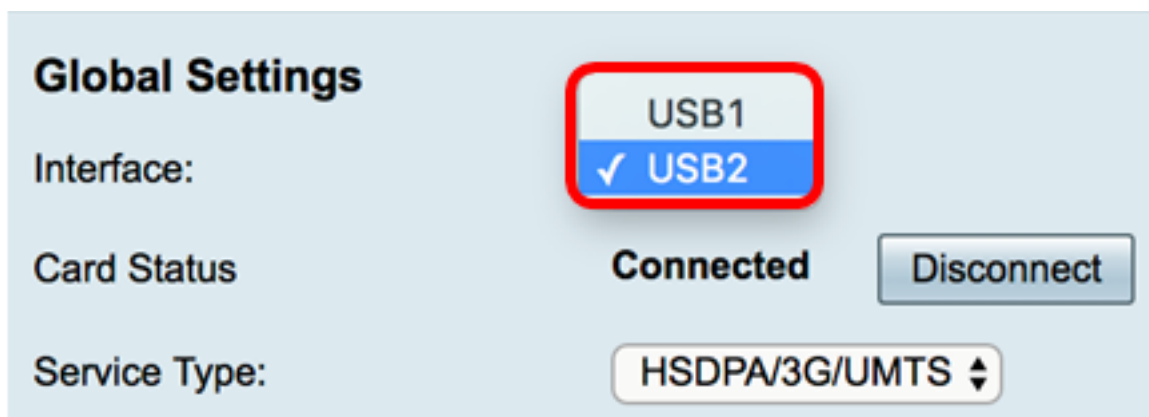 Global Settings
USB1
Interface:
✓ USB2
Card Status
Connected
Disconnect
Service Type:
HSDPA/3G/UMTS